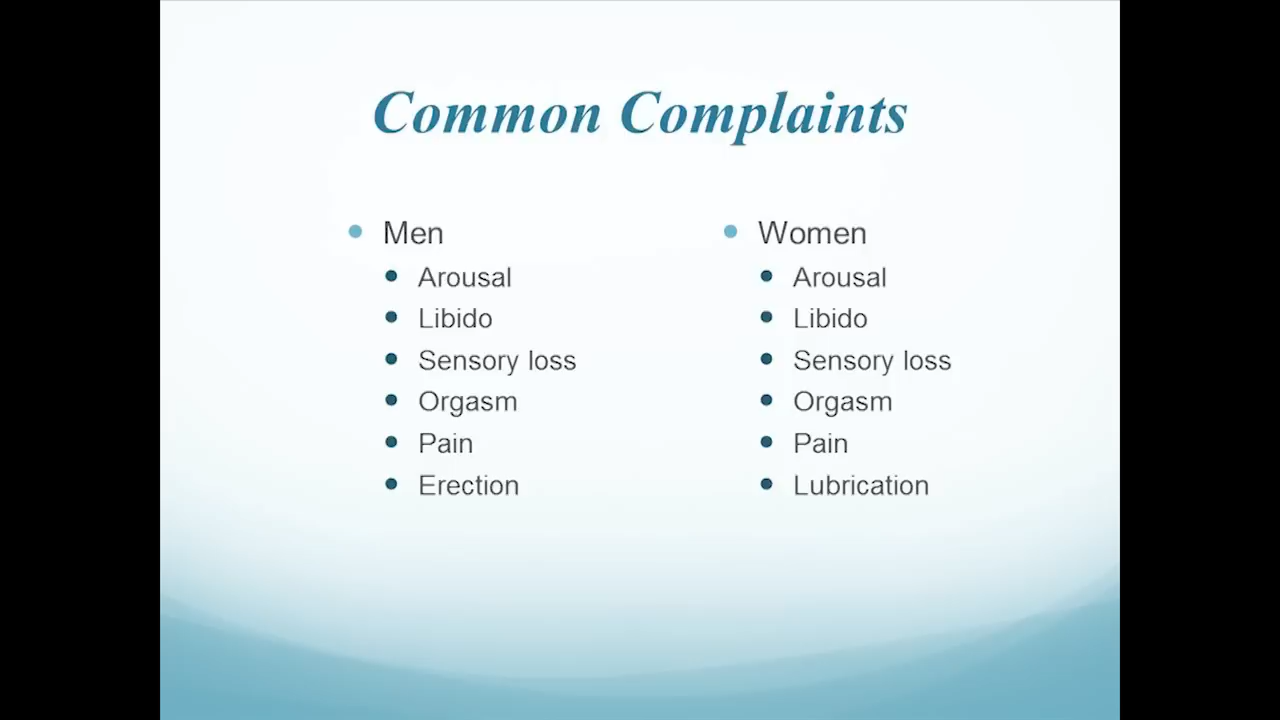 Common Complaints
Men
Arousal
Libido
Sensory loss
Orgasm
Pain
Erection
Women
Arousal
Libido
Sensory loss
Orgasm
Pain
Lubrication